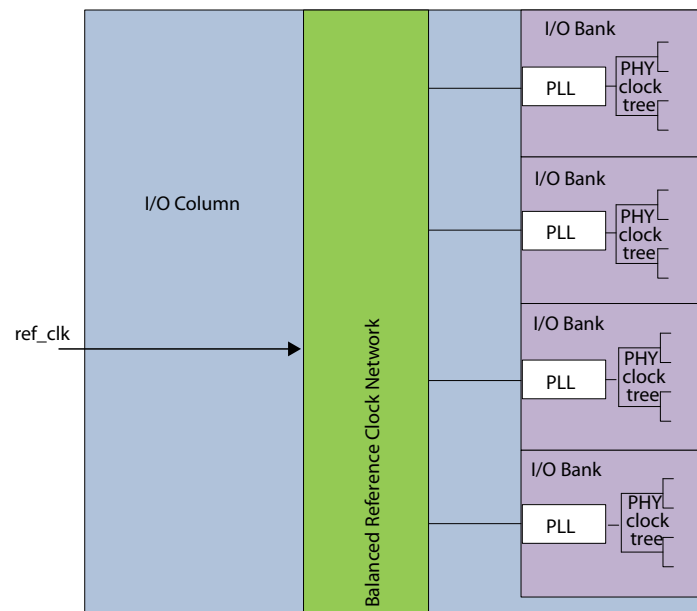 I/O Bank
PLL
PHY
clock
tree
I/O Bank
PLL
PHY
clock
tree
I/O Column
I/O Bank
PLL
PHY
clock
tree
ref_clk
Balanced Reference Clock Network
I/O Bank
PLL
PHY
clock
tree